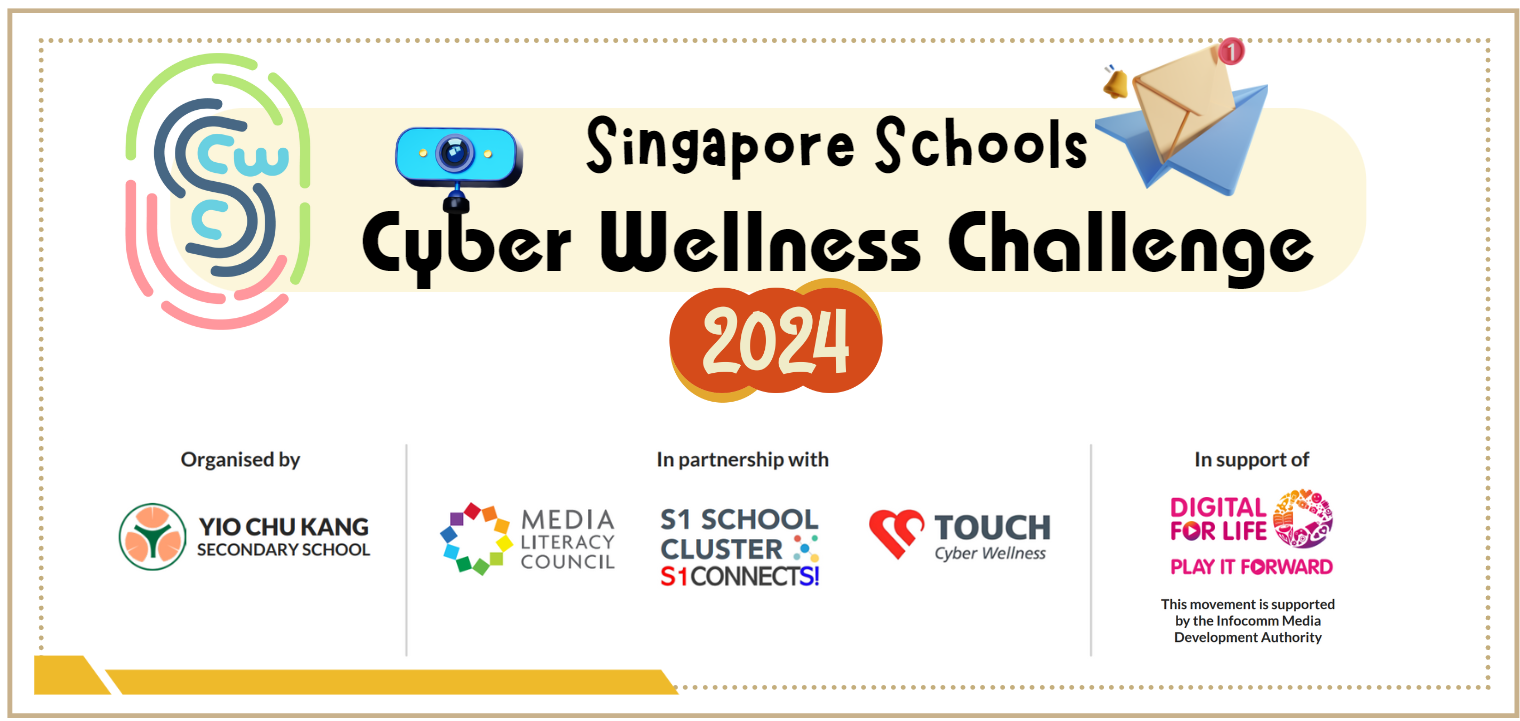 CW
C
1
Singapore Schools
Cyber Wellness Challenge
2024
Organised by
YIO CHU KANG
SECONDARY SCHOOL
In partnership with
MEDIA
LITERACY
COUNCIL
S1 SCHOOL
CLUSTER
S1CONNECTS!
TOUCH
Cyber Wellness
In support of
DIGITAL
FOR LIFE
PLAY IT FORWARD
This movement is supported
by the Infocomm Media
Development Authority